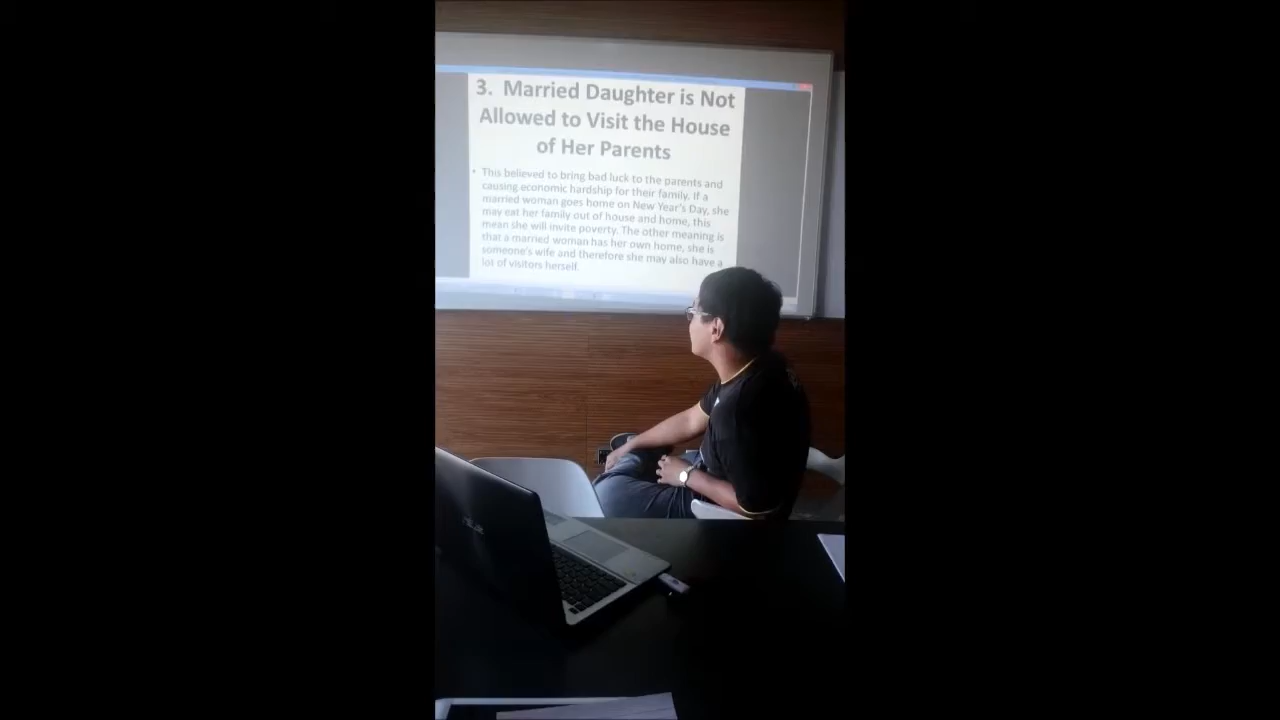 3. Married Daughter is Not
Allowed to Visit the House
of Her Parents
• This believed to bring bad luck to the parents and
causing economic hardship for their family. If a
married woman goes home on New Year's Day, she
may eat her family out of house and home, this
mean she will invite poverty. The other meaning is
that a married woman has her own home, she is
someone's wife and therefore she may also have a
lot of visitors herself.
ASUS